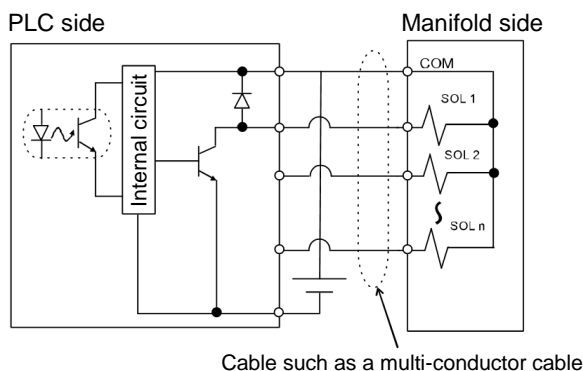 PLC side
Manifold side
Internal circuit
COM
SOL 1
SOL 2
SOL n
Cable such as a multi-conductor cable